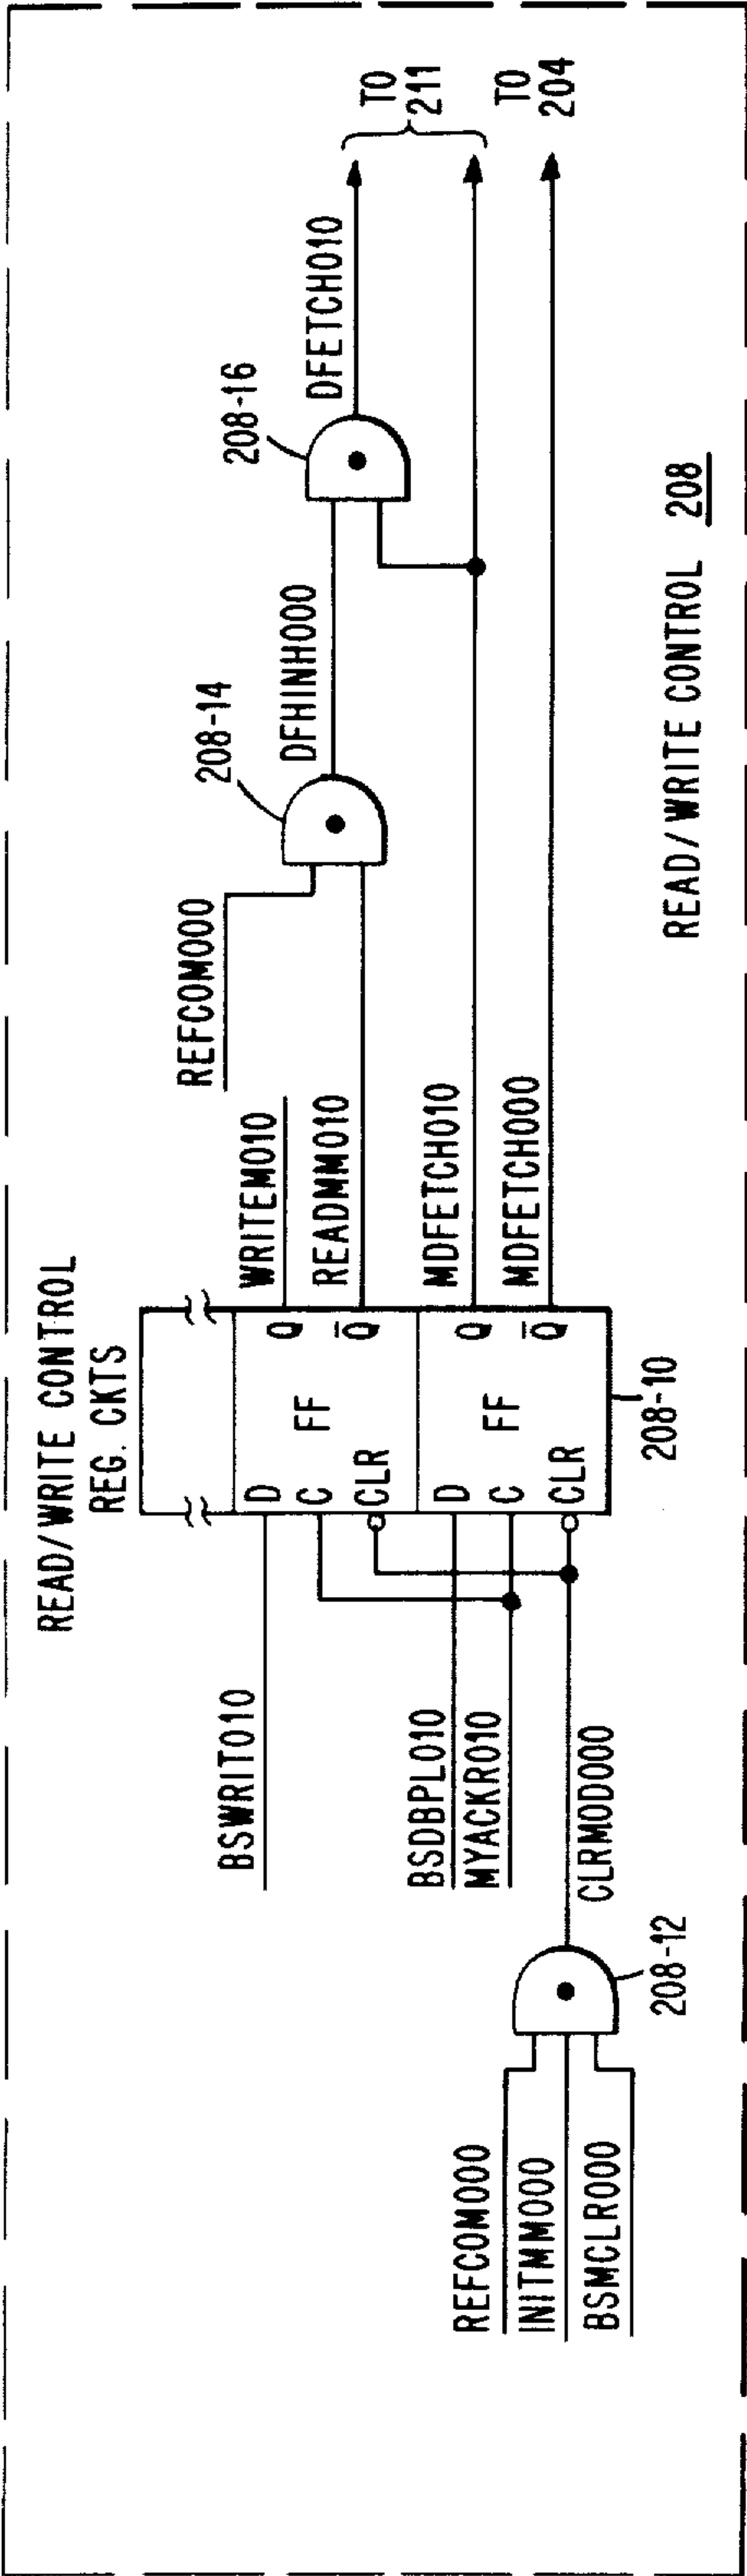 READ/WRITE CONTROL
REG. CKTS
BSWRIT010
BSDBPL010
MYACKR010
CLRMOD000
REFCOM000
INITMM000
BSMCLR000
208-12
D
C
CLR
FF
Q
Q̅
D
C
CLR
FF
Q
Q̅
208-10
WRITEM010
READMM010
MDFETCH010
MDFETCH000
REFCOM000
208-14
DFHINH000
208-16
DFETCH010
TO
211
TO
204
READ/WRITE CONTROL 208